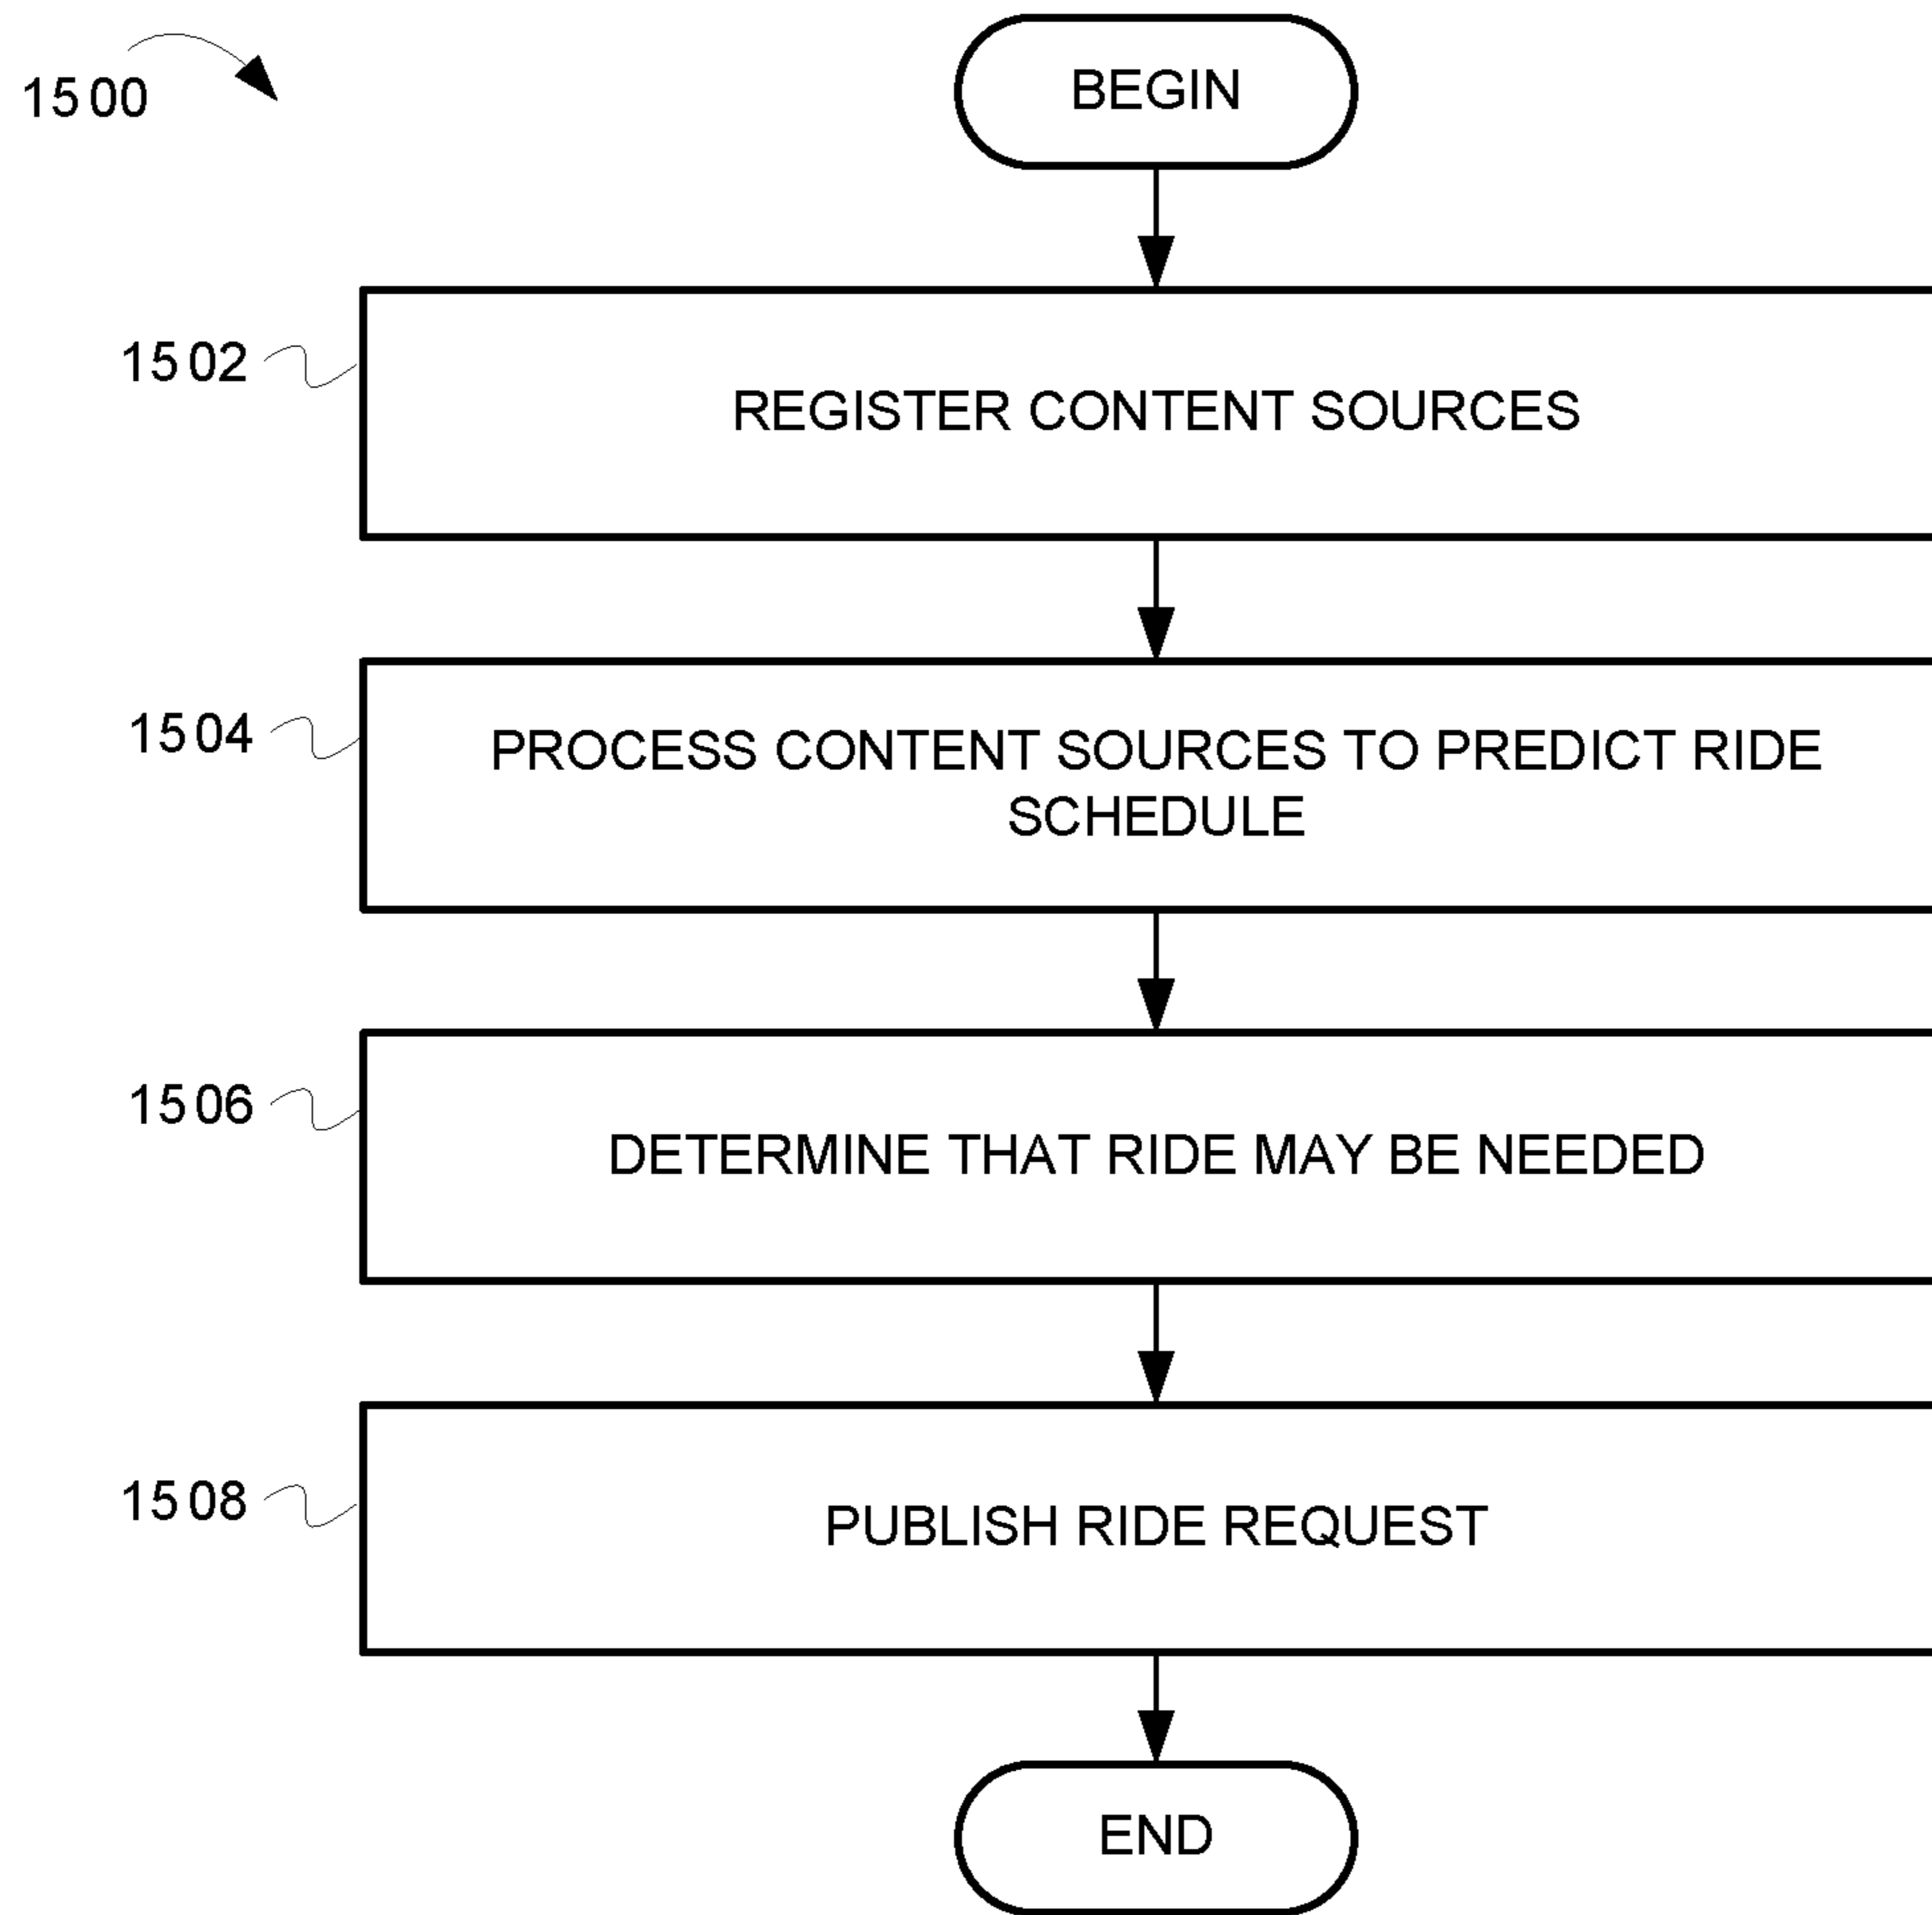 1500
BEGIN
1502
REGISTER CONTENT SOURCES
1504
PROCESS CONTENT SOURCES TO PREDICT RIDE
SCHEDULE
1506
DETERMINE THAT RIDE MAY BE NEEDED
1508
PUBLISH RIDE REQUEST
END